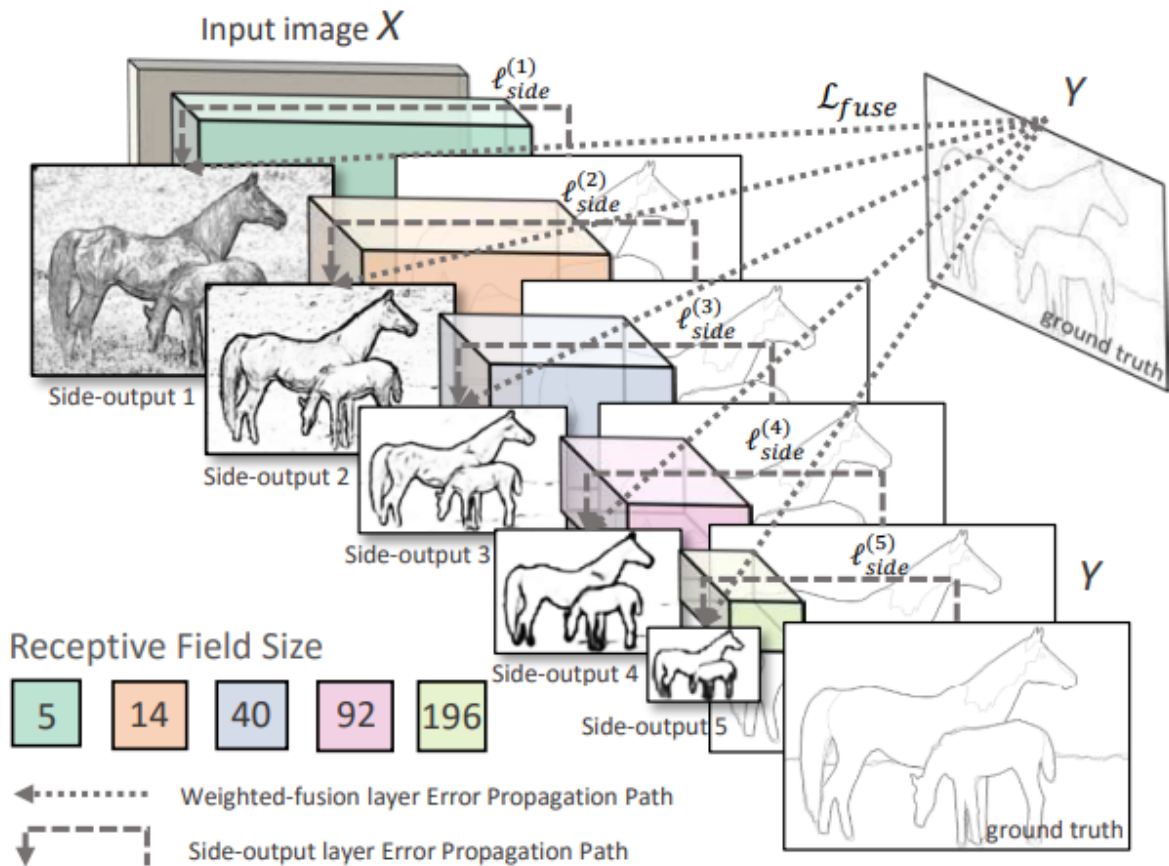 Input image X
ℓ_side^(1)
ℒ_fuse
Y
ℓ_side^(2)
ground truth
ℓ_side^(3)
Side-output 1
ℓ_side^(4)
Side-output 2
ℓ_side^(5)
Side-output 3
Y
Side-output 4
Side-output 5
Receptive Field Size
5 14 40 92 196
Weighted-fusion layer Error Propagation Path
Side-output layer Error Propagation Path
ground truth